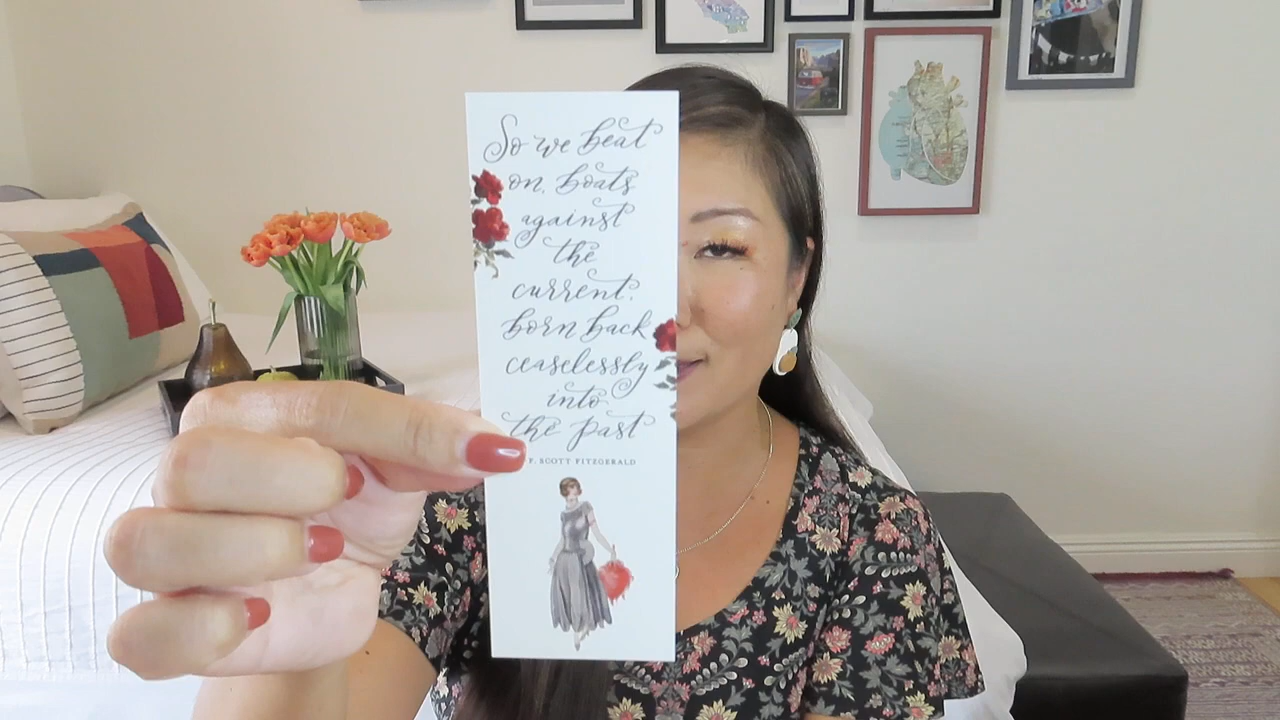 So we beat
on, boats
against
the
current,
born back
ceaselessly
into
the past
F. SCOTT FITZGERALD